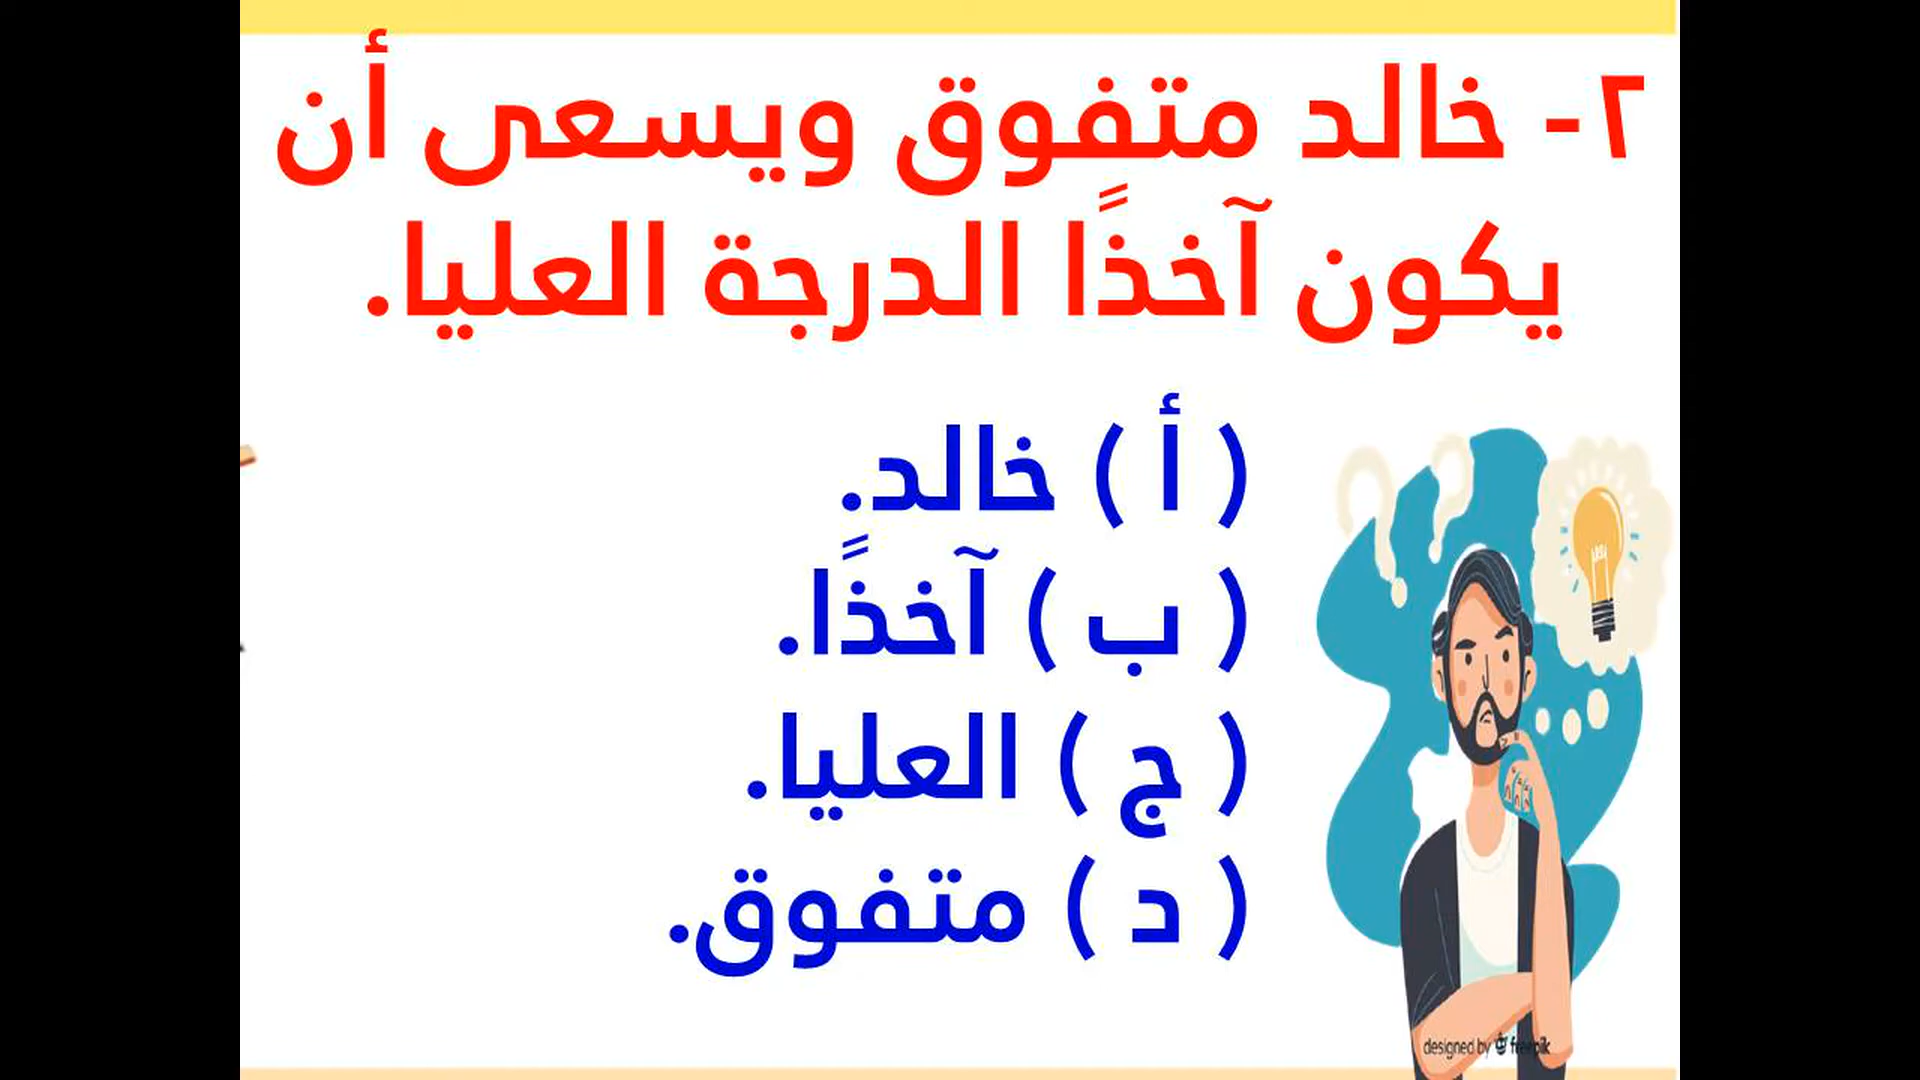 ٢- خالد متفوق ويسعى أن
يكون آخذًا الدرجة العليا.
( أ ) خالد.
( ب ) آخذًا.
( ج ) العليا.
( د ) متفوق.
designed by freepik